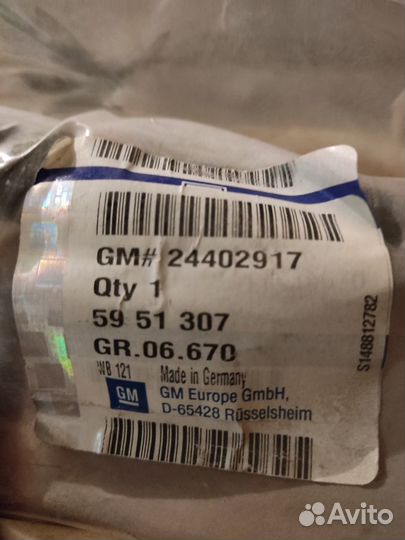 GM# 24402917
Qty 1
59 51 307
GR.06.670
WB 121 Made in Germany
GM GM Europe GmbH,
D-65428 Rüsselsheim
S148812782
Avito